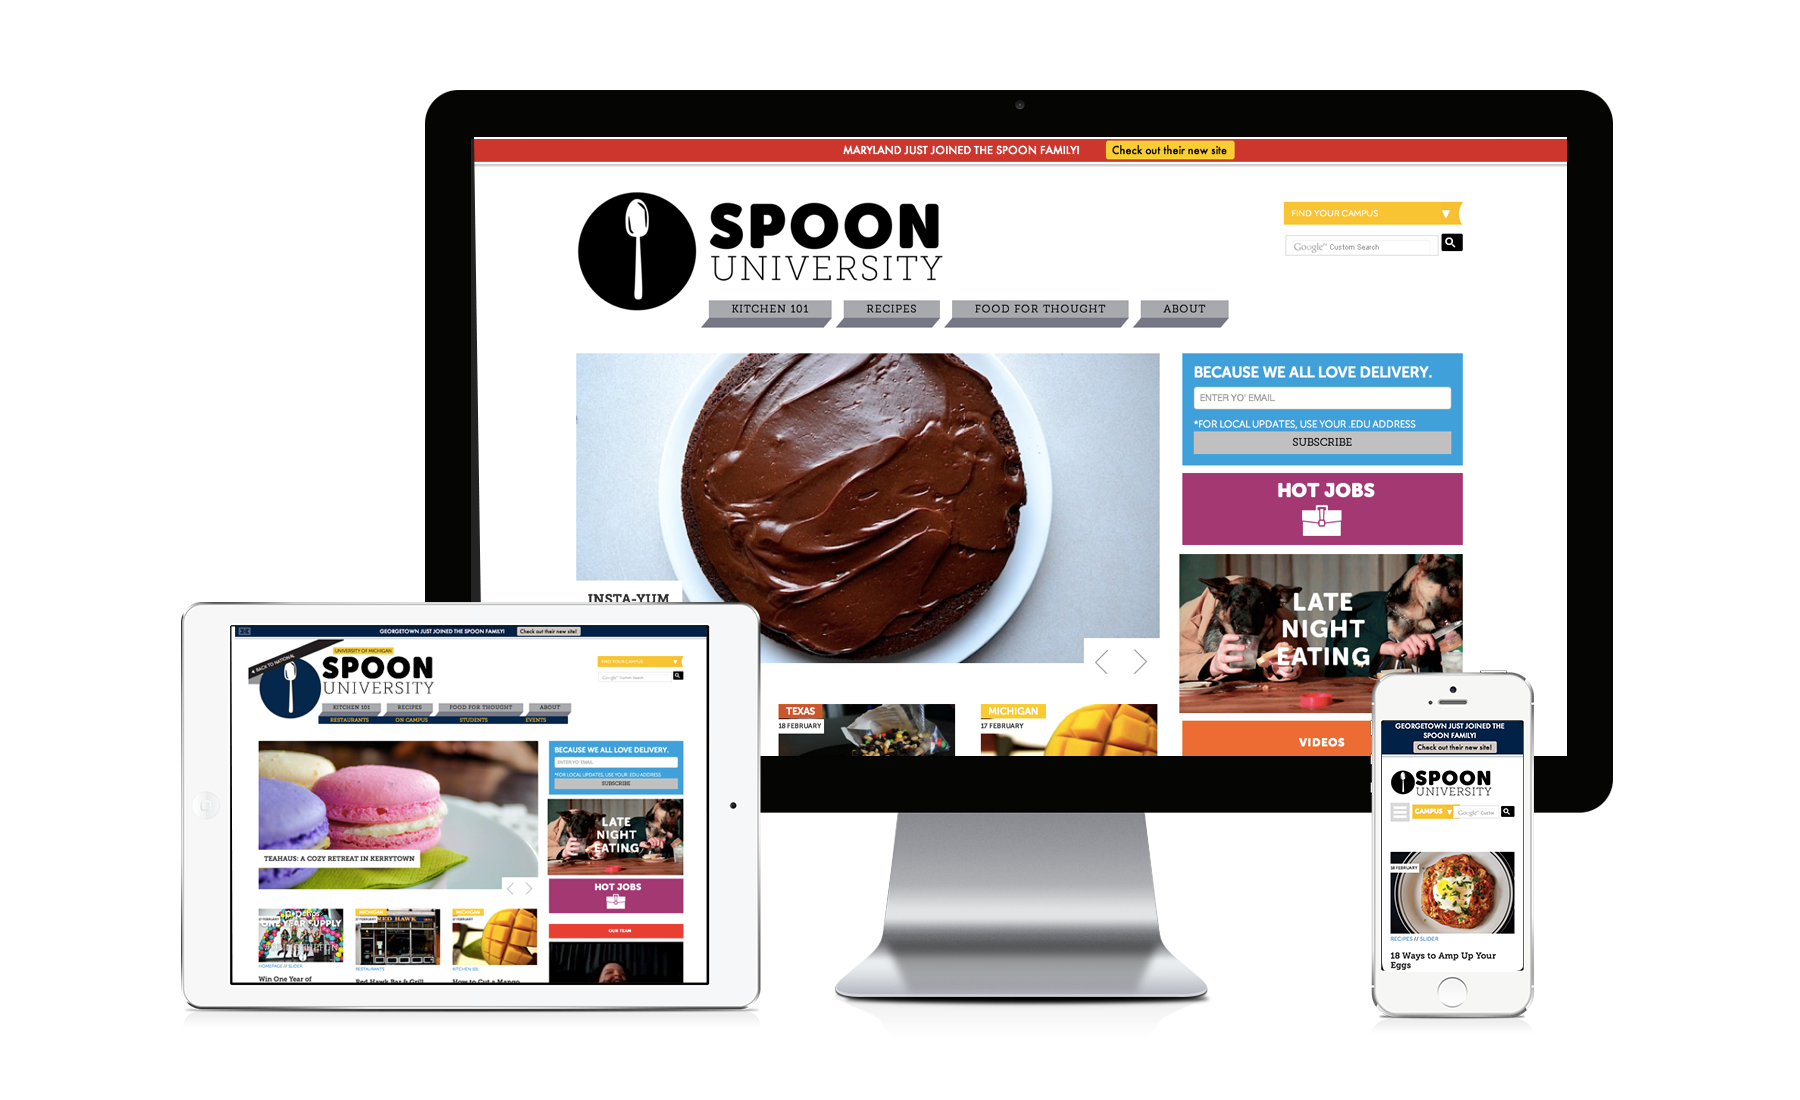 MARYLAND JUST JOINED THE SPOON FAMILY! Check out their new site
SPOON
UNIVERSITY
FIND YOUR CAMPUS
Google™ Custom Search
KITCHEN 101 RECIPES FOOD FOR THOUGHT ABOUT
BECAUSE WE ALL LOVE DELIVERY.
ENTER YO' EMAIL
*FOR LOCAL UPDATES, USE YOUR .EDU ADDRESS
SUBSCRIBE
HOT JOBS
INSTA-YUM
LATE
NIGHT
EATING
TEXAS
18 FEBRUARY
MICHIGAN
17 FEBRUARY
VIDEOS
GEORGETOWN JUST JOINED THE SPOON FAMILY! Check out their new site!
BACK TO NATIONAL
UNIVERSITY OF MICHIGAN
SPOON
UNIVERSITY
FIND YOUR CAMPUS
Google™ Custom Search
KITCHEN 101 RECIPES FOOD FOR THOUGHT ABOUT
RESTAURANTS ON CAMPUS STUDENTS EVENTS
BECAUSE WE ALL LOVE DELIVERY.
ENTER YO' EMAIL
*FOR LOCAL UPDATES, USE YOUR .EDU ADDRESS
SUBSCRIBE
LATE
NIGHT
EATING
TEAHAUS: A COZY RETREAT IN KERRYTOWN
HOT JOBS
OUR TEAM
MICHIGAN
RED HAWK
MICHIGAN
17 FEBRUARY
HOMEPAGE // SLIDER
RESTAURANTS
KITCHEN 101
Win One Year of
Red Hawk Bar & Grill
How to Cut a Mango
GEORGETOWN JUST JOINED THE
SPOON FAMILY!
Check out their new site!
SPOON
UNIVERSITY
CAMPUS
Google™
18 FEBRUARY
RECIPES // SLIDER
18 Ways to Amp Up Your
Eggs